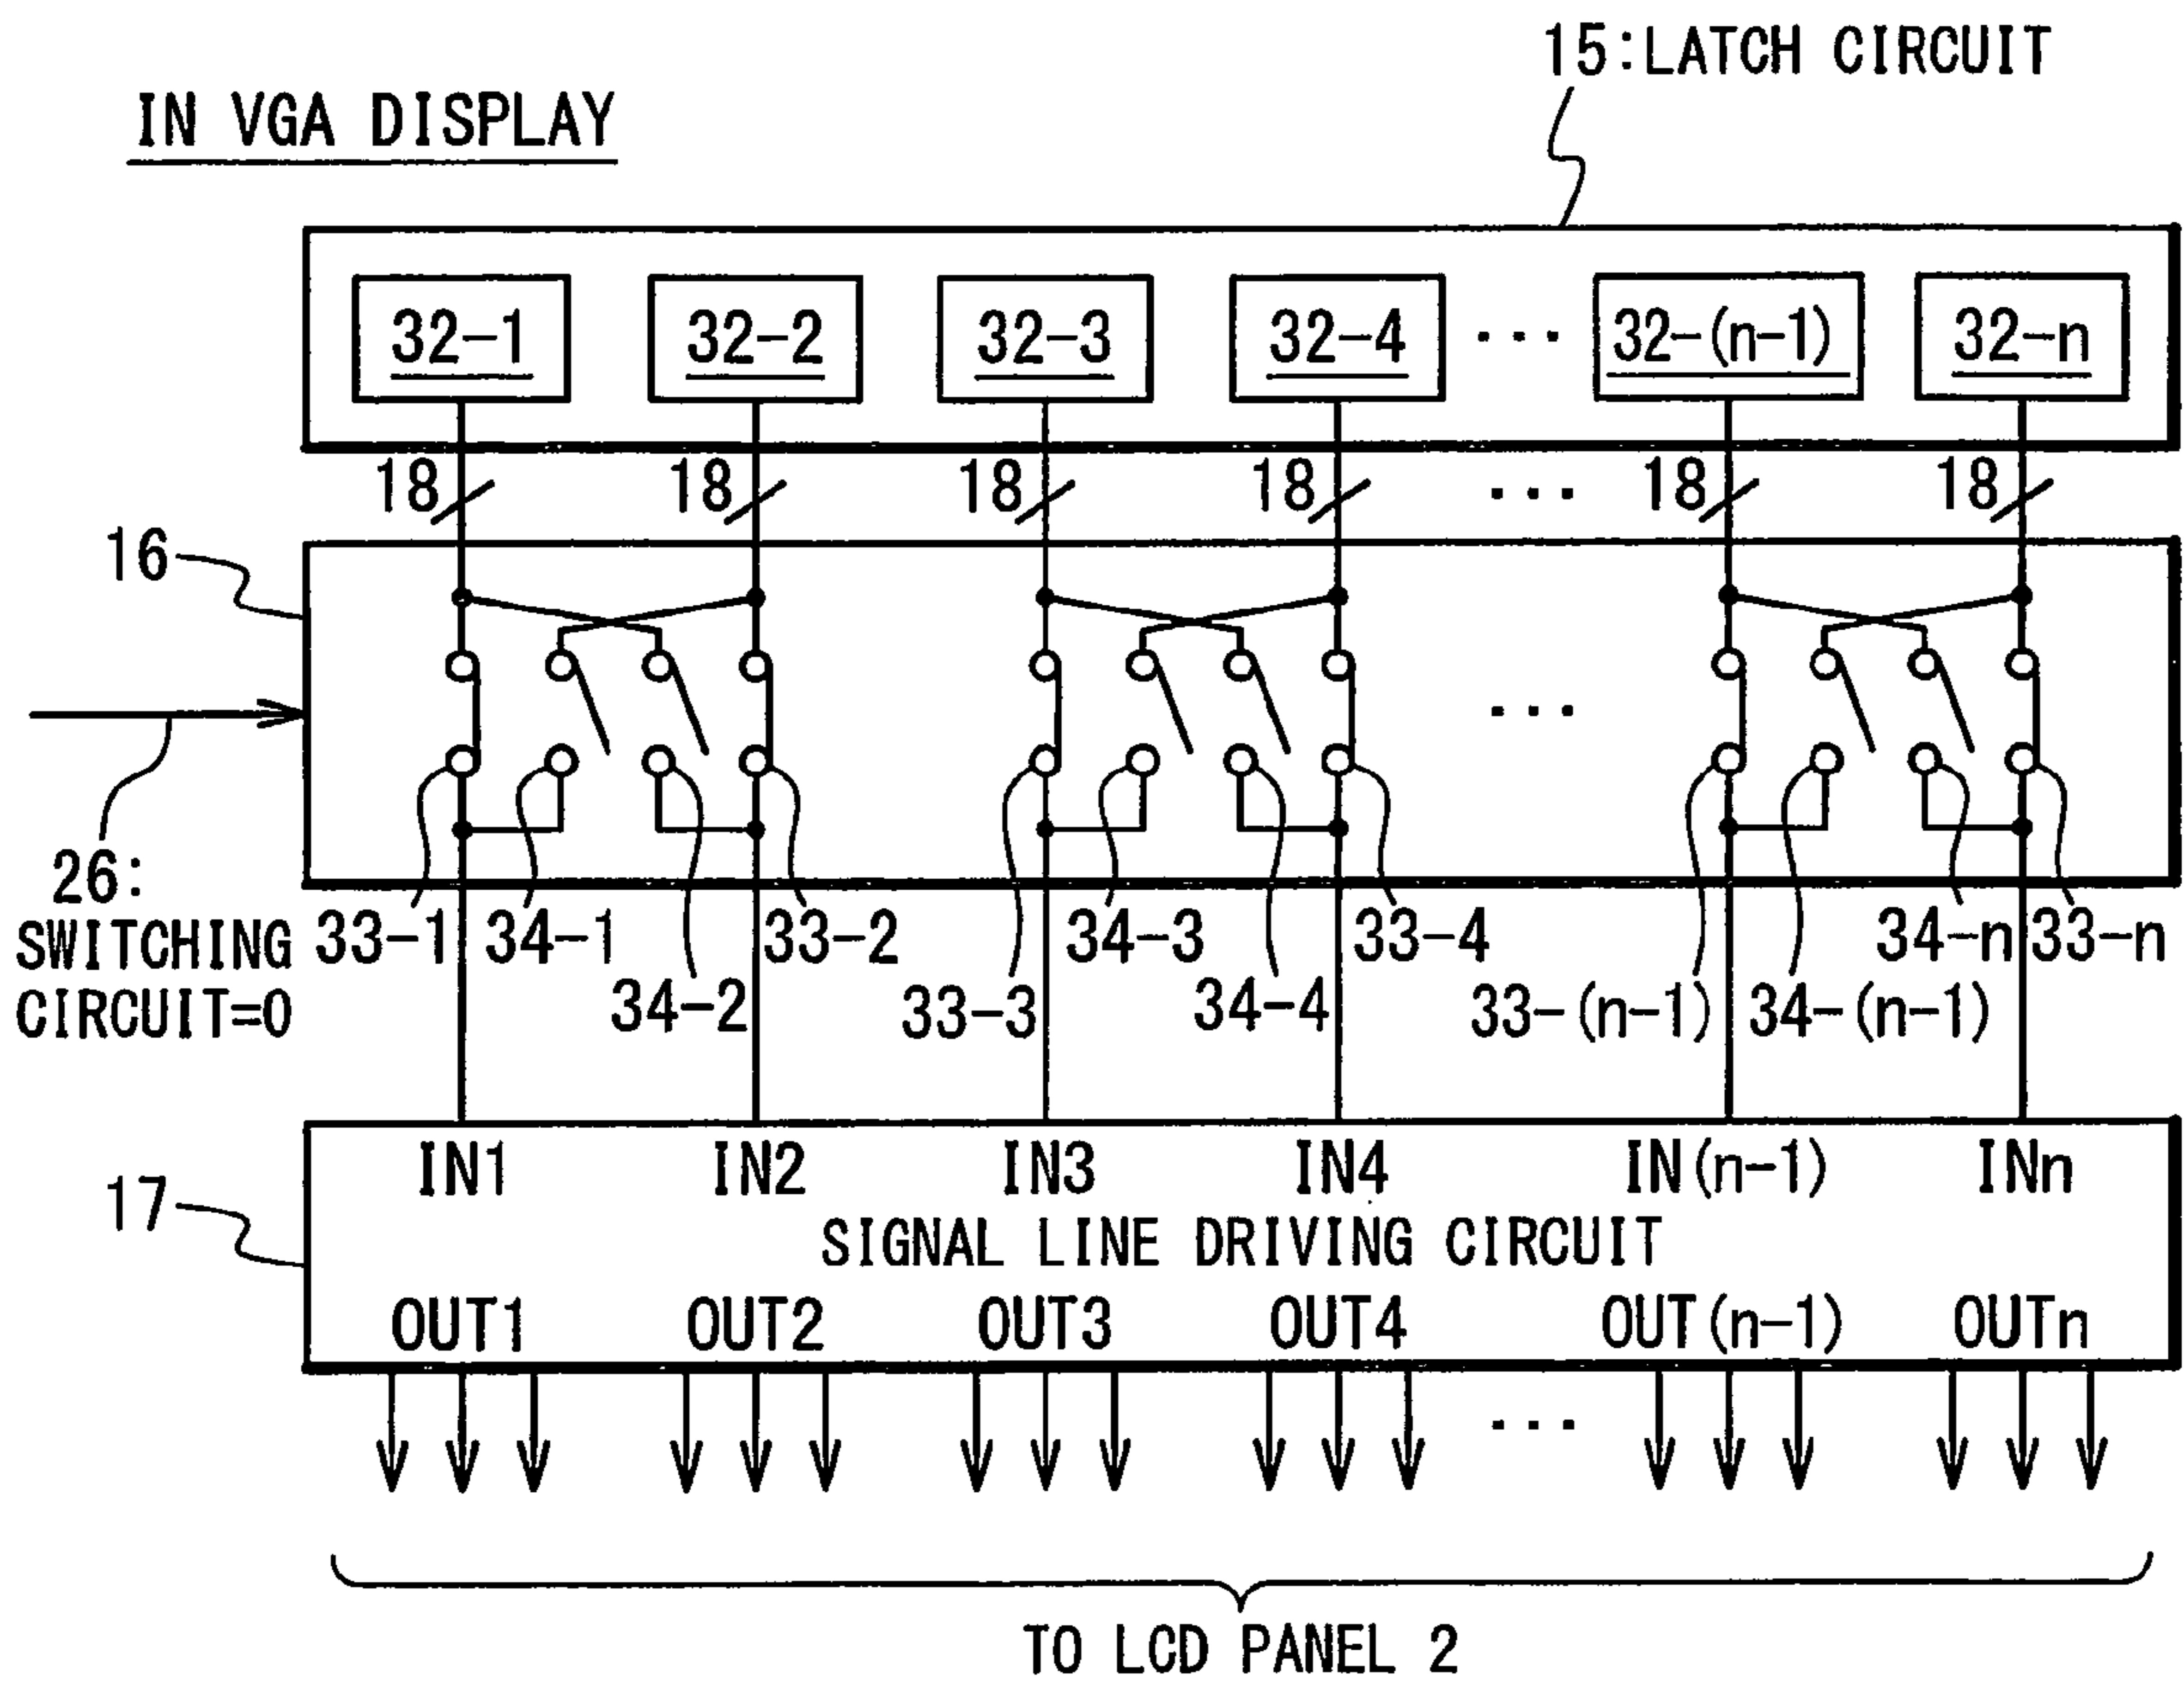 15:LATCH CIRCUIT
IN VGA DISPLAY
32-1 32-2 32-3 32-4 ... 32-(n-1) 32-n
18 18 18 18 ... 18 18
16
...
26:
SWITCHING
CIRCUIT=0
33-1 34-1 33-2 34-3 33-4 34-n 33-n
34-2 33-3 34-4 33-(n-1) 34-(n-1)
IN1 IN2 IN3 IN4 IN(n-1) INn
17
SIGNAL LINE DRIVING CIRCUIT
OUT1 OUT2 OUT3 OUT4 OUT(n-1) OUTn
...
TO LCD PANEL 2